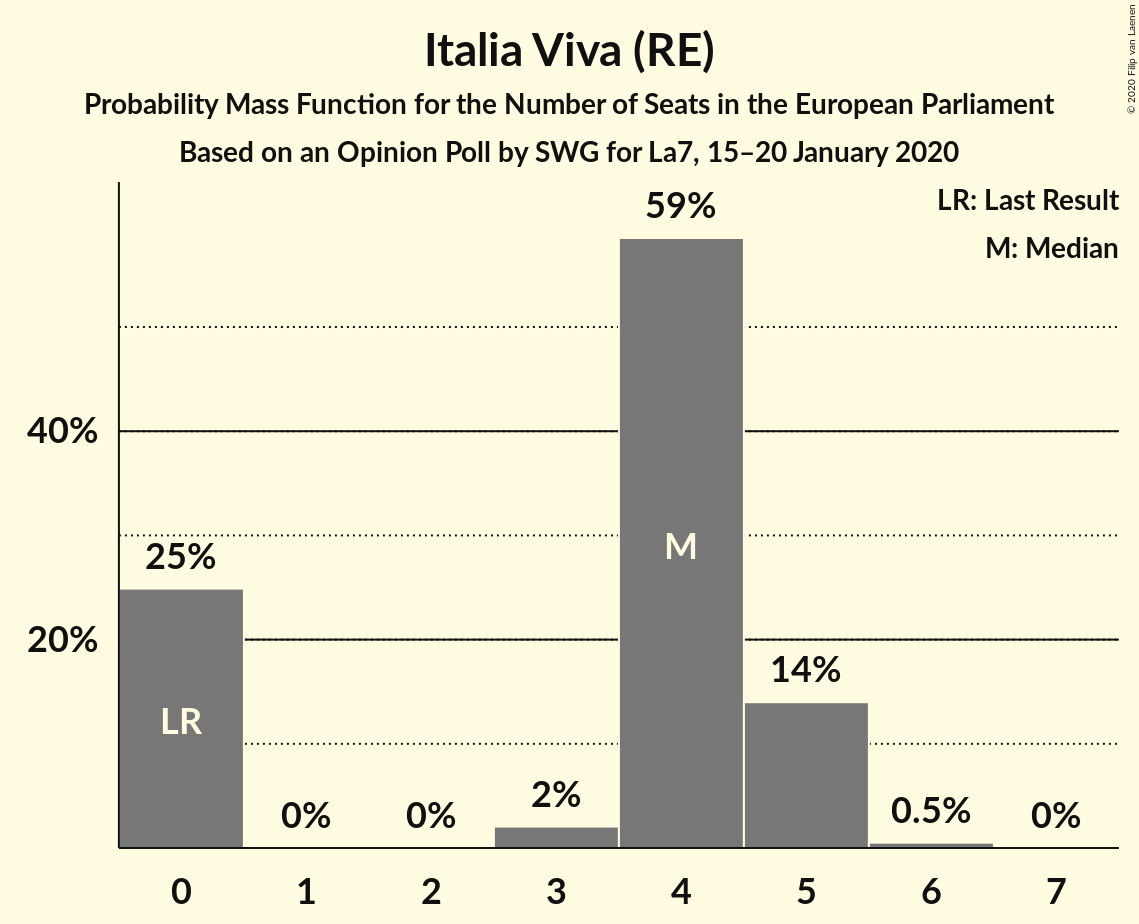 Italia Viva (RE)
Probability Mass Function for the Number of Seats in the European Parliament
Based on an Opinion Poll by SWG for La7, 15–20 January 2020
© 2020 Filip van Laenen
LR: Last Result
M: Median
59%
40%
M
25%
20%
14%
LR
2%
0%
0%
0.5%
0%
0 1 2 3 4 5 6 7